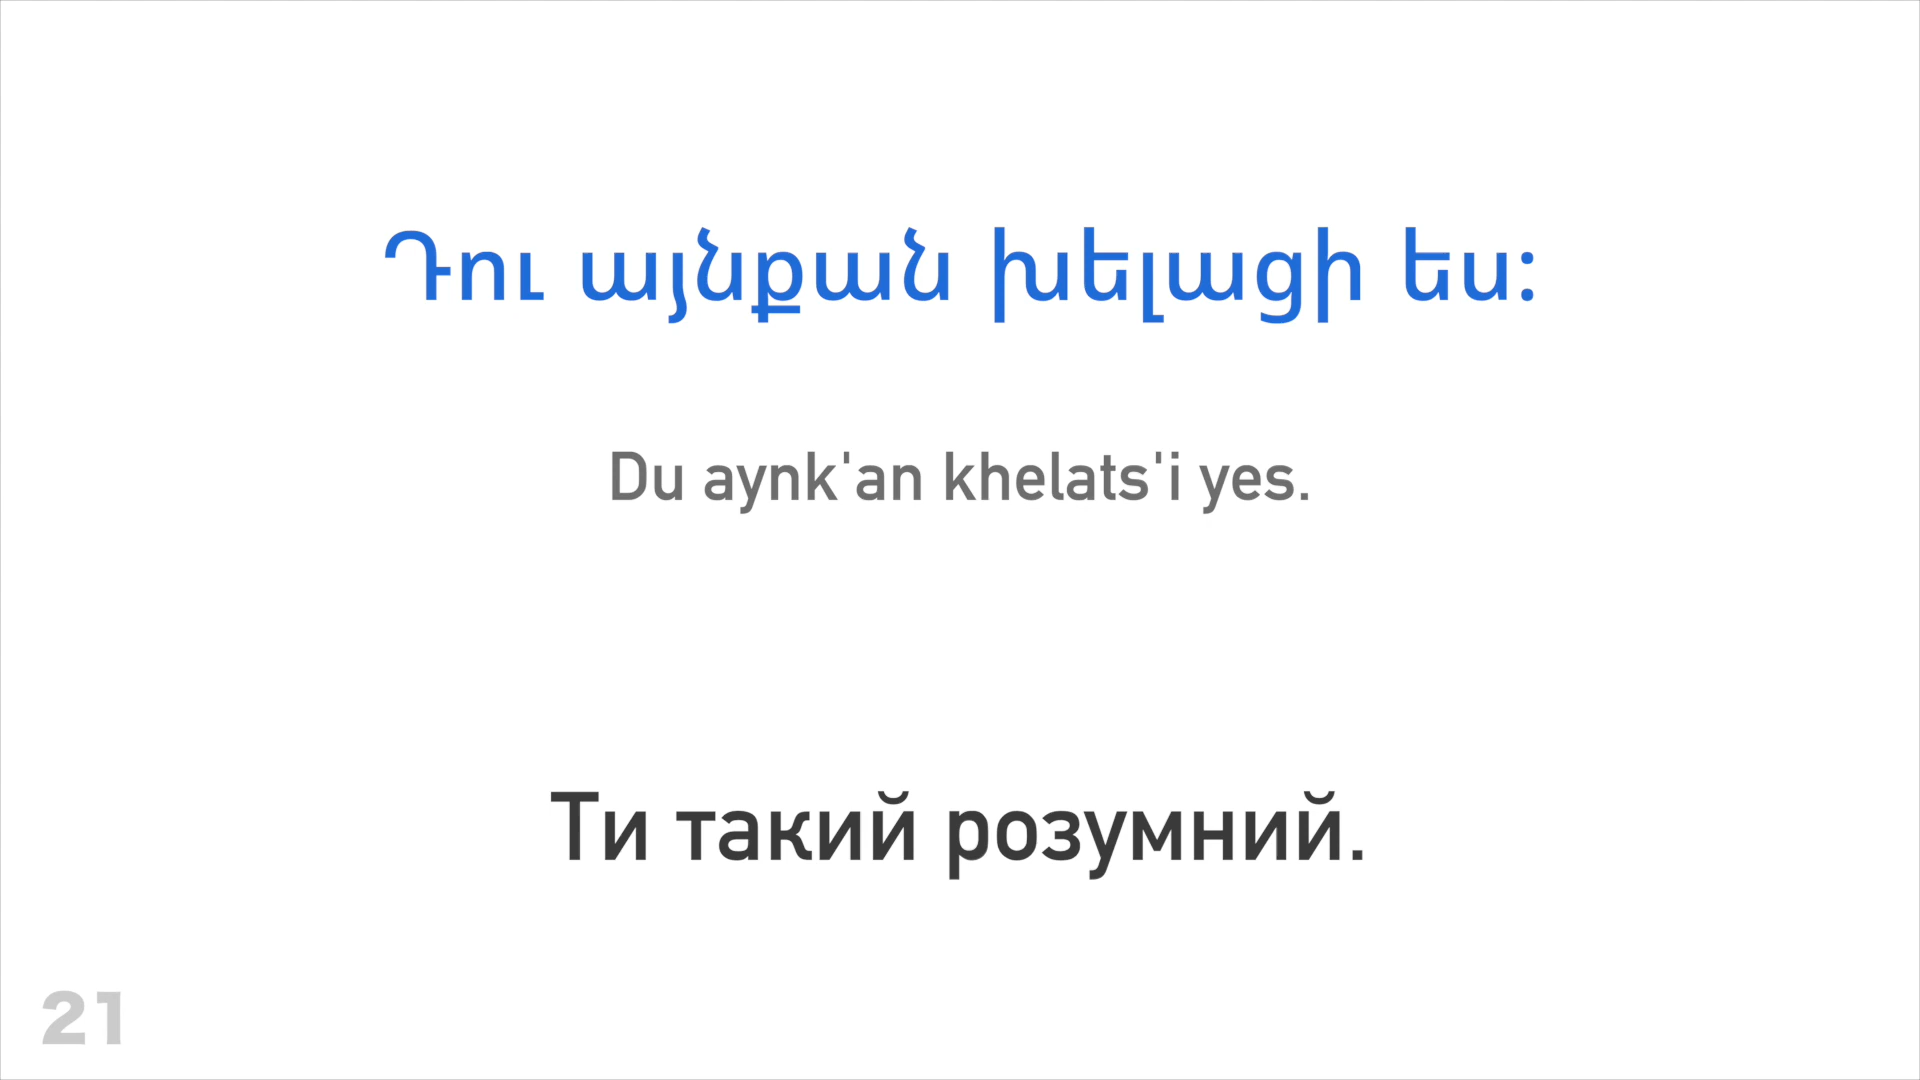 Դու այնքան խելացի ես:
Du aynk'an khelats'i yes.
Ти такий розумний.
21